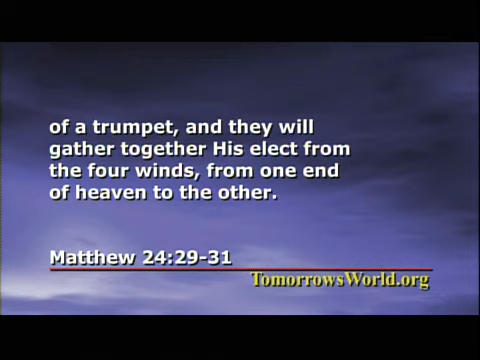 of a trumpet, and they will
gather together His elect from
the four winds, from one end
of heaven to the other.
Matthew 24:29-31
TomorrowsWorld.org